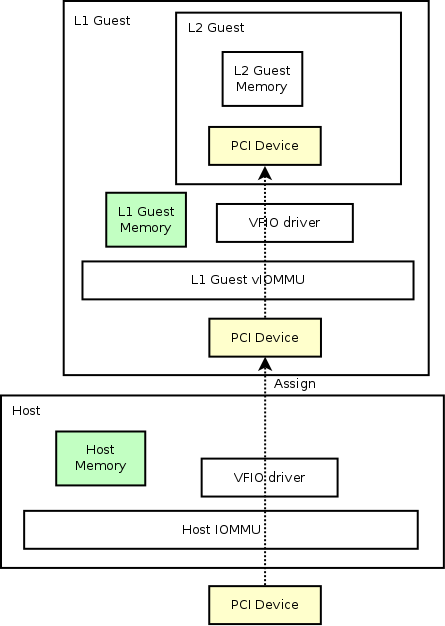 L1 Guest
L2 Guest
L2 Guest
Memory
PCI Device
L1 Guest
Memory
VFIO driver
L1 Guest vIOMMU
PCI Device
Assign
Host
Host
Memory
VFIO driver
Host IOMMU
PCI Device